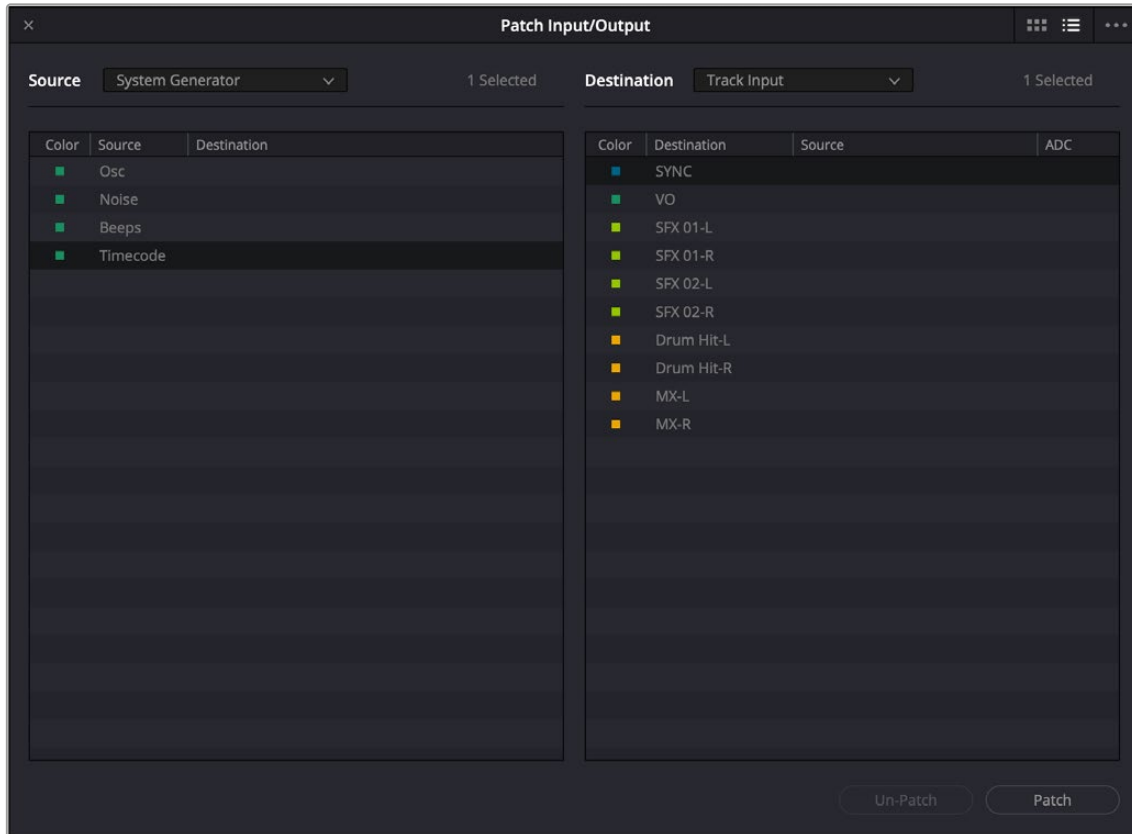 Patch Input/Output
Source System Generator 1 Selected
Destination Track Input 1 Selected
Color Source Destination
Osc
Noise
Beeps
Timecode
Color Destination Source ADC
SYNC
VO
SFX 01-L
SFX 01-R
SFX 02-L
SFX 02-R
Drum Hit-L
Drum Hit-R
MX-L
MX-R
Un-Patch Patch